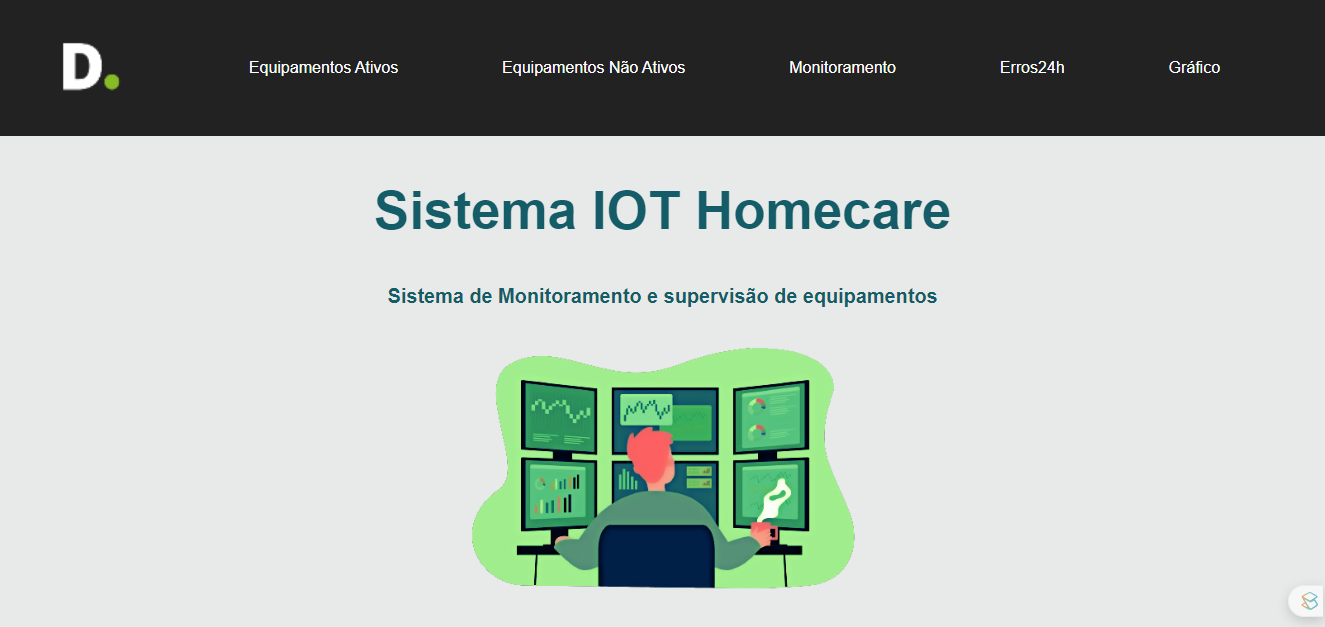 D.
Equipamentos Ativos
Equipamentos Não Ativos
Monitoramento
Erros24h
Gráfico
Sistema IOT Homecare
Sistema de Monitoramento e supervisão de equipamentos